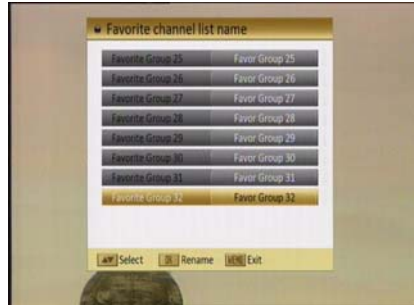 Favorite channel list name
Favorite Group 25 Favor Group 25
Favorite Group 26 Favor Group 26
Favorite Group 27 Favor Group 27
Favorite Group 28 Favor Group 28
Favorite Group 29 Favor Group 29
Favorite Group 30 Favor Group 30
Favorite Group 31 Favor Group 31
Favorite Group 32 Favor Group 32
Select OK Rename MENU Exit